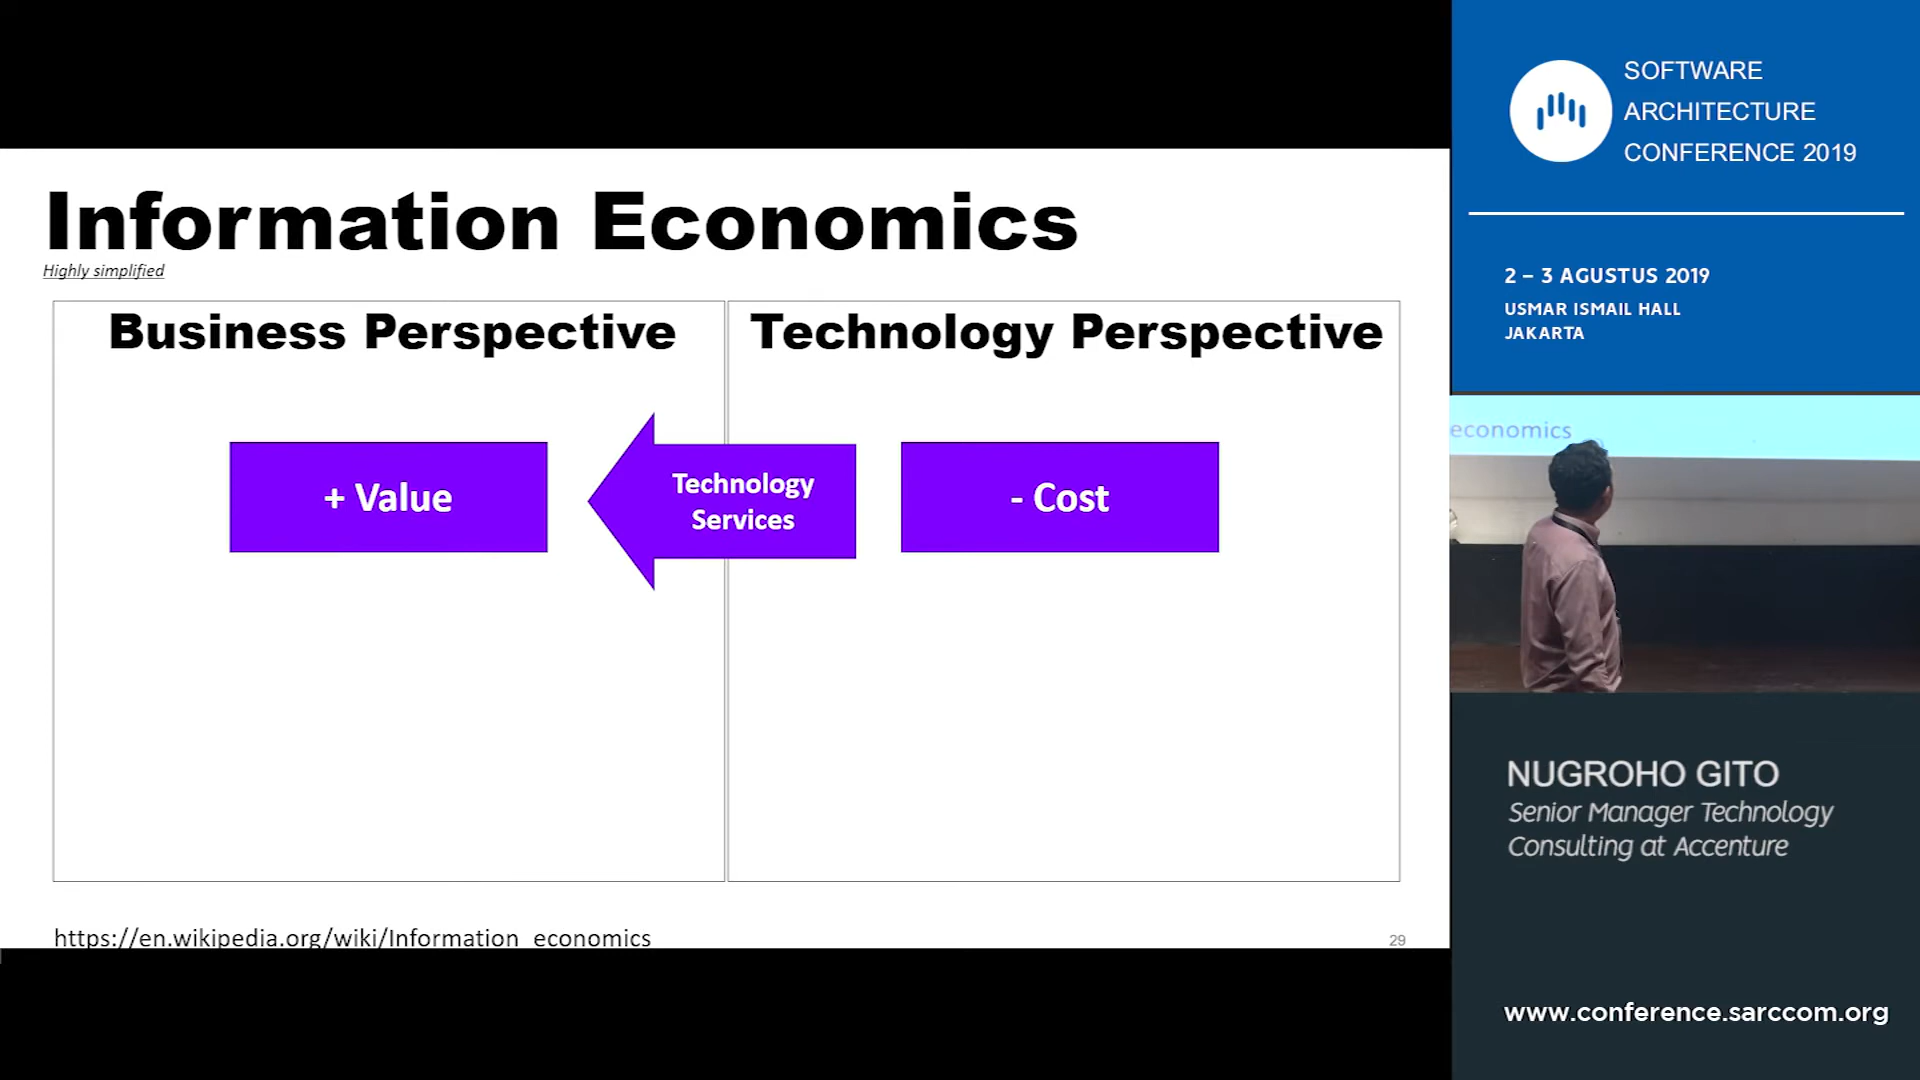 Information Economics
Highly simplified
Business Perspective
Technology Perspective
+ Value
Technology
Services
- Cost
https://en.wikipedia.org/wiki/Information_economics
29
SOFTWARE
ARCHITECTURE
CONFERENCE 2019
2 – 3 AGUSTUS 2019
USMAR ISMAIL HALL
JAKARTA
economics
NUGROHO GITO
Senior Manager Technology
Consulting at Accenture
www.conference.sarccom.org